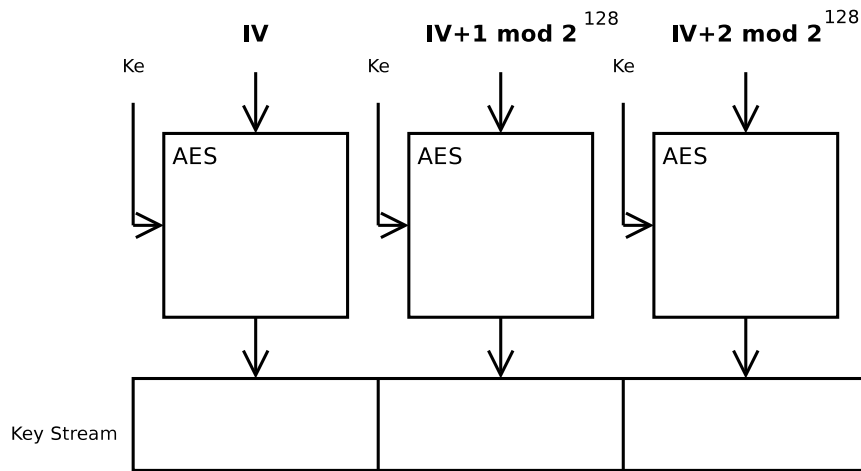 IV IV+1 mod 2^128 IV+2 mod 2^128
Ke Ke Ke
AES AES AES
Key Stream